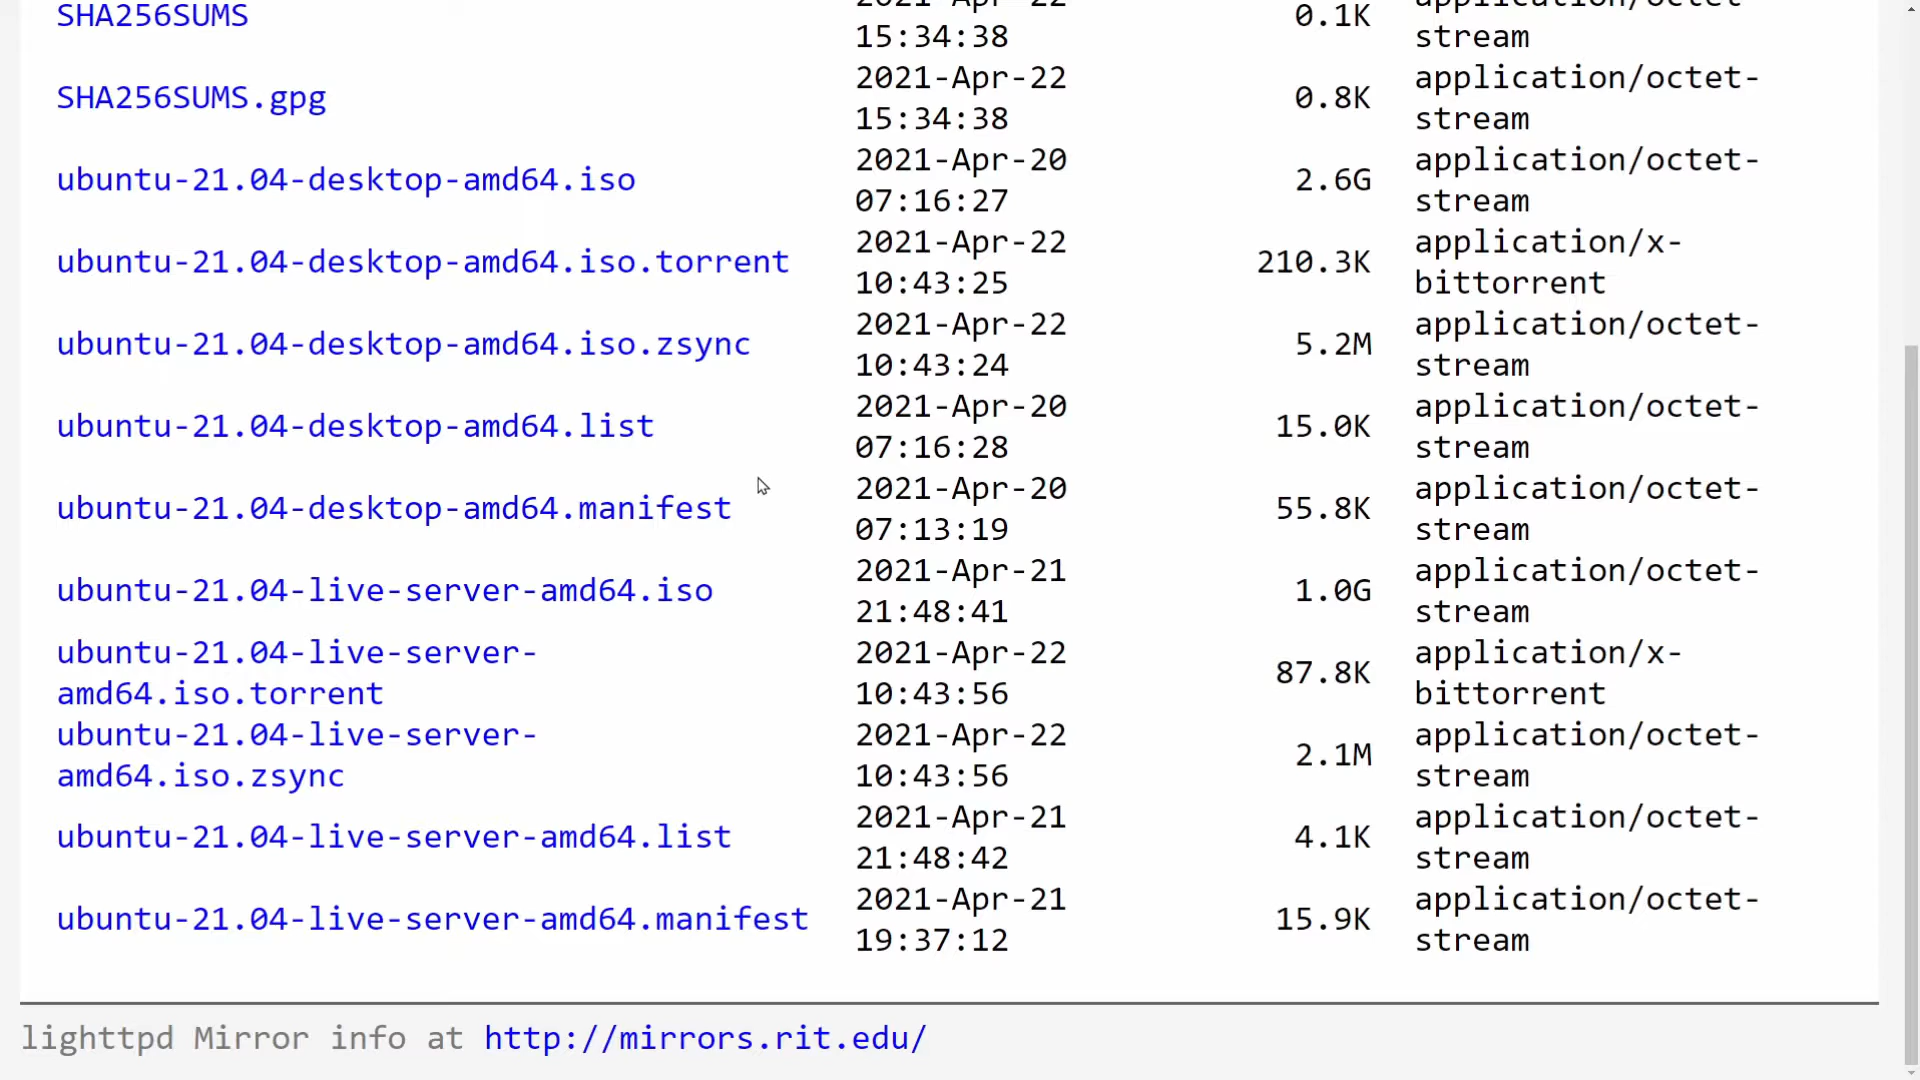 2021-Apr-22
SHA256SUMS 0.1K application/octet-
15:34:38 stream
2021-Apr-22 application/octet-
SHA256SUMS.gpg 0.8K
15:34:38 stream
2021-Apr-20 application/octet-
ubuntu-21.04-desktop-amd64.iso 2.6G
07:16:27 stream
2021-Apr-22 application/x-
ubuntu-21.04-desktop-amd64.iso.torrent 210.3K
10:43:25 bittorrent
2021-Apr-22 application/octet-
ubuntu-21.04-desktop-amd64.iso.zsync 5.2M
10:43:24 stream
2021-Apr-20 application/octet-
ubuntu-21.04-desktop-amd64.list 15.0K
07:16:28 stream
2021-Apr-20 application/octet-
ubuntu-21.04-desktop-amd64.manifest 55.8K
07:13:19 stream
2021-Apr-21 application/octet-
ubuntu-21.04-live-server-amd64.iso 1.0G
21:48:41 stream
ubuntu-21.04-live-server- 2021-Apr-22 application/x-
87.8K
amd64.iso.torrent 10:43:56 bittorrent
ubuntu-21.04-live-server- 2021-Apr-22 application/octet-
2.1M
amd64.iso.zsync 10:43:56 stream
2021-Apr-21 application/octet-
ubuntu-21.04-live-server-amd64.list 4.1K
21:48:42 stream
2021-Apr-21 application/octet-
ubuntu-21.04-live-server-amd64.manifest 15.9K
19:37:12 stream
lighttpd Mirror info at http://mirrors.rit.edu/